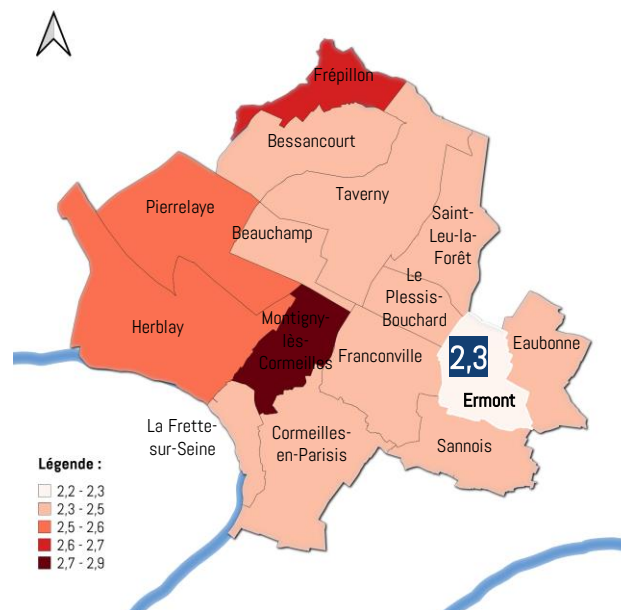 Frépillon
Bessancourt
Taverny
Pierrelaye
Saint-
Leu-la-
Forêt
Beauchamp
Le
Plessis-
Bouchard
Herblay
Montigny-
lès-
Cormeilles
Franconville
2,3
Eaubonne
Ermont
La Frette-
sur-Seine
Cormeilles-
en-Parisis
Sannois
Légende :
2,2 - 2,3
2,3 - 2,5
2,5 - 2,6
2,6 - 2,7
2,7 - 2,9